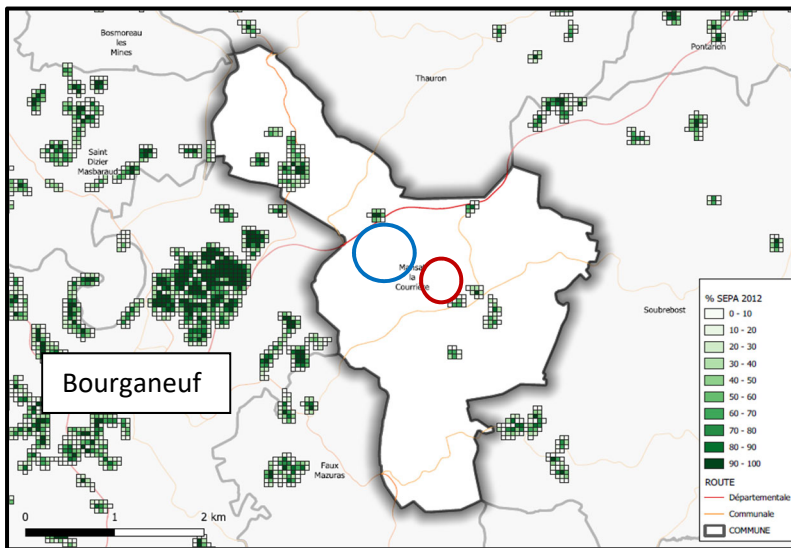 Bosmoreau
les
Mines
Thauron
Pontarion
Saint
Dizier
Masbaraud
Mansat
la
Courrière
Soubrebost
Bourganeuf
Faux
Mazuras
0 1 2 km
% SEPA 2012
0 - 10
10 - 20
20 - 30
30 - 40
40 - 50
50 - 60
60 - 70
70 - 80
80 - 90
90 - 100
ROUTE
Départementale
Communale
COMMUNE